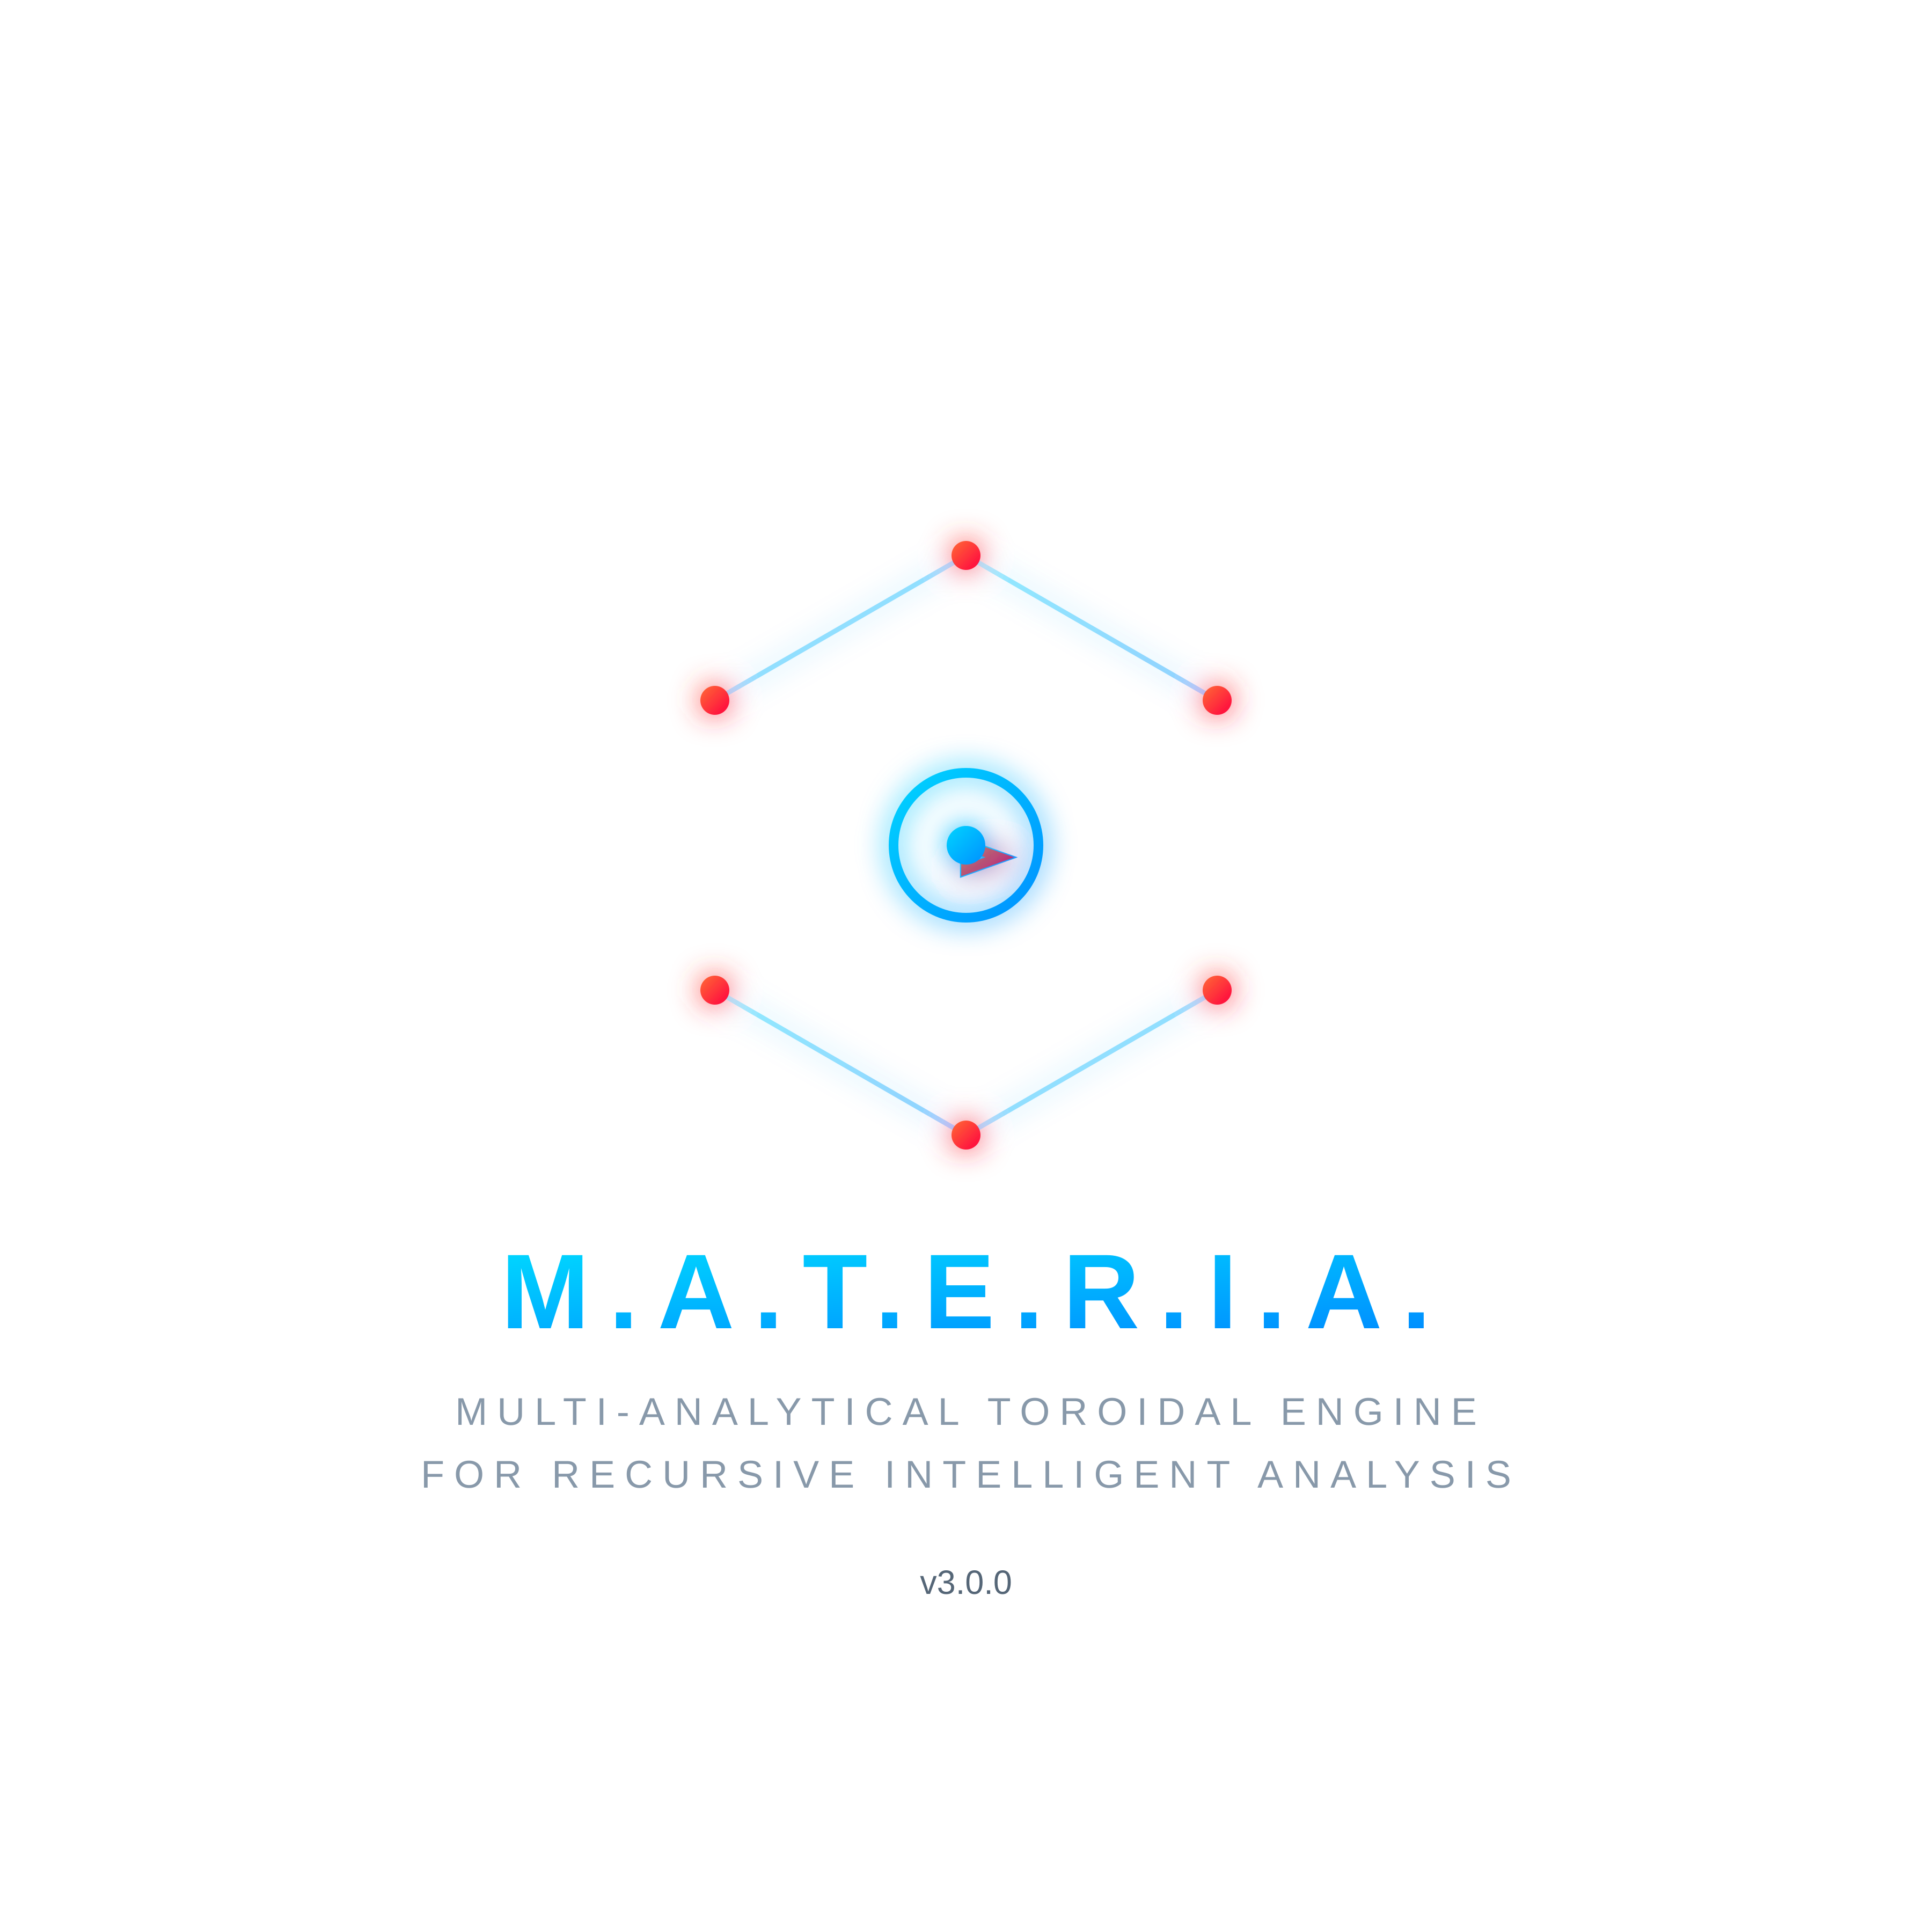 M.A.T.E.R.I.A.
MULTI-ANALYTICAL TOROIDAL ENGINE
FOR RECURSIVE INTELLIGENT ANALYSIS
v3.0.0